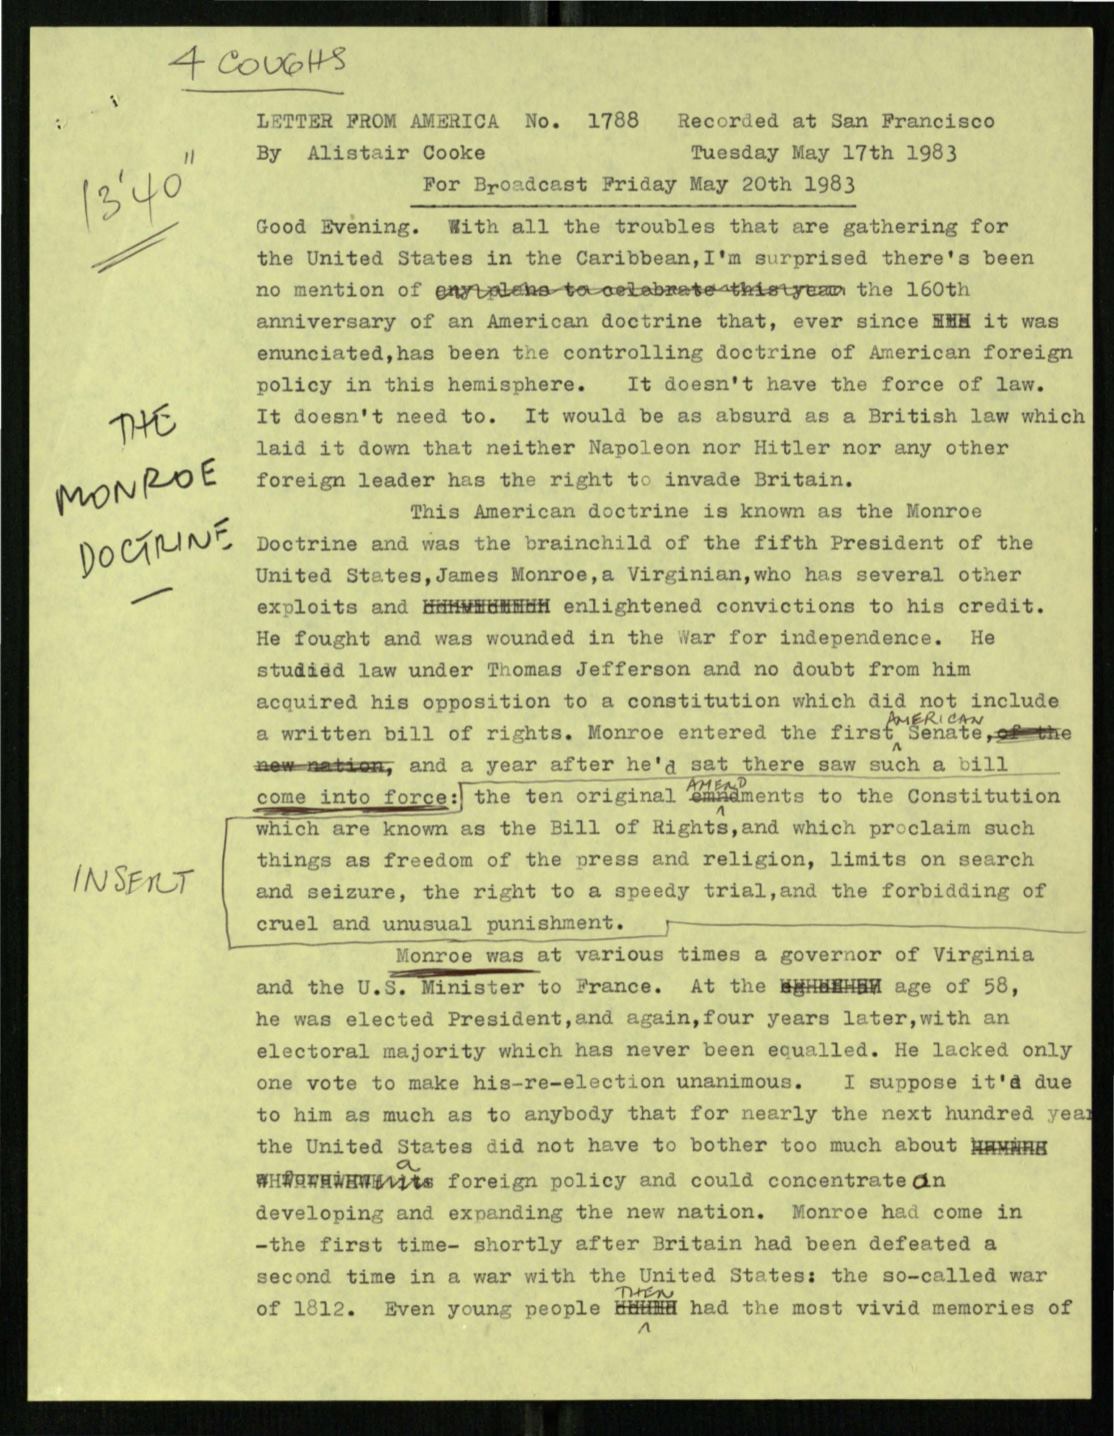 4 COUGHS
LETTER FROM AMERICA No. 1788 Recorded at San Francisco
By Alistair Cooke Tuesday May 17th 1983
For Broadcast Friday May 20th 1983
13'40"
Good Evening. With all the troubles that are gathering for
the United States in the Caribbean,I'm surprised there's been
no mention of any plans to celebrate this year the 160th
anniversary of an American doctrine that, ever since it was
enunciated,has been the controlling doctrine of American foreign
policy in this hemisphere. It doesn't have the force of law.
It doesn't need to. It would be as absurd as a British law which
laid it down that neither Napoleon nor Hitler nor any other
foreign leader has the right to invade Britain.
THE
MONROE
DOCTRINE
This American doctrine is known as the Monroe
Doctrine and was the brainchild of the fifth President of the
United States,James Monroe,a Virginian,who has several other
exploits and enlightened convictions to his credit.
He fought and was wounded in the War for independence. He
studied law under Thomas Jefferson and no doubt from him
acquired his opposition to a constitution which did not include
a written bill of rights. Monroe entered the first AMERICAN Senate,of the
new nation, and a year after he'd sat there saw such a bill
come into force: the ten original AMENDments to the Constitution
which are known as the Bill of Rights,and which proclaim such
things as freedom of the press and religion, limits on search
INSERT
and seizure, the right to a speedy trial,and the forbidding of
cruel and unusual punishment.
Monroe was at various times a governor of Virginia
and the U.S. Minister to France. At the age of 58,
he was elected President,and again,four years later,with an
electoral majority which has never been equalled. He lacked only
one vote to make his-re-election unanimous. I suppose it'd due
to him as much as to anybody that for nearly the next hundred year
the United States did not have to bother too much about
a its foreign policy and could concentrate on
developing and expanding the new nation. Monroe had come in
-the first time- shortly after Britain had been defeated a
second time in a war with the United States: the so-called war
of 1812. Even young people THEN had the most vivid memories of